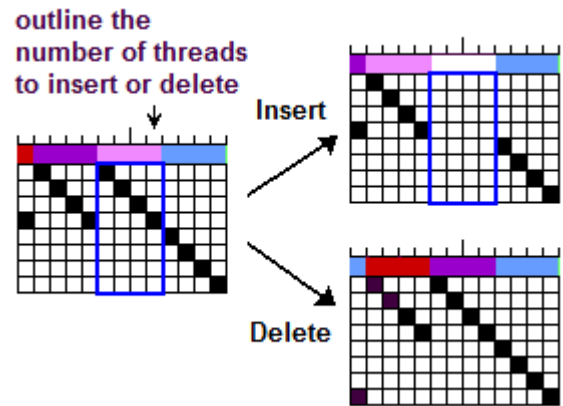 outline the
number of threads
to insert or delete
Insert
Delete